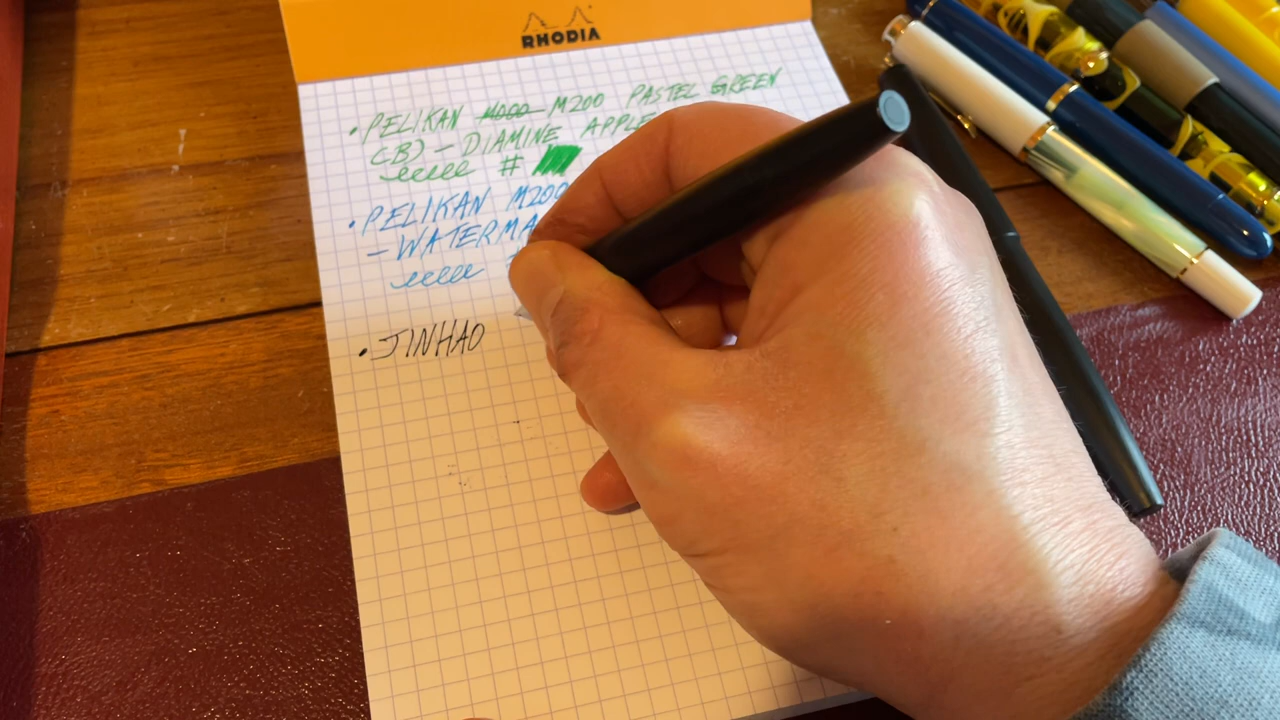 RHODIA
• PELIKAN M200 PASTEL GREEN
(B) - DIAMINE APPLE
#
• PELIKAN M200
- WATERMA
• JINHAO